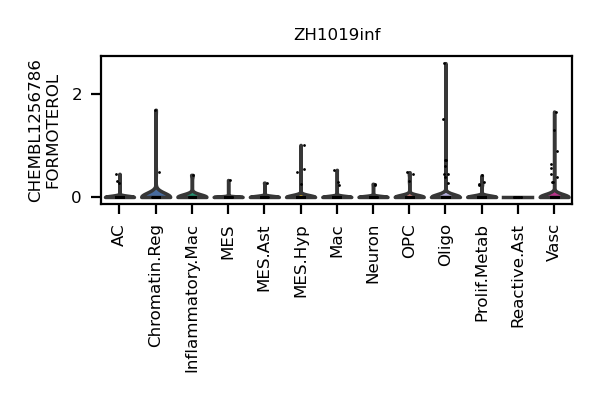 ZH1019inf
CHEMBL1256786
FORMOTEROL
2
0
AC
Chromatin.Reg
Inflammatory.Mac
MES
MES.Ast
MES.Hyp
Mac
Neuron
OPC
Oligo
Prolif.Metab
Reactive.Ast
Vasc